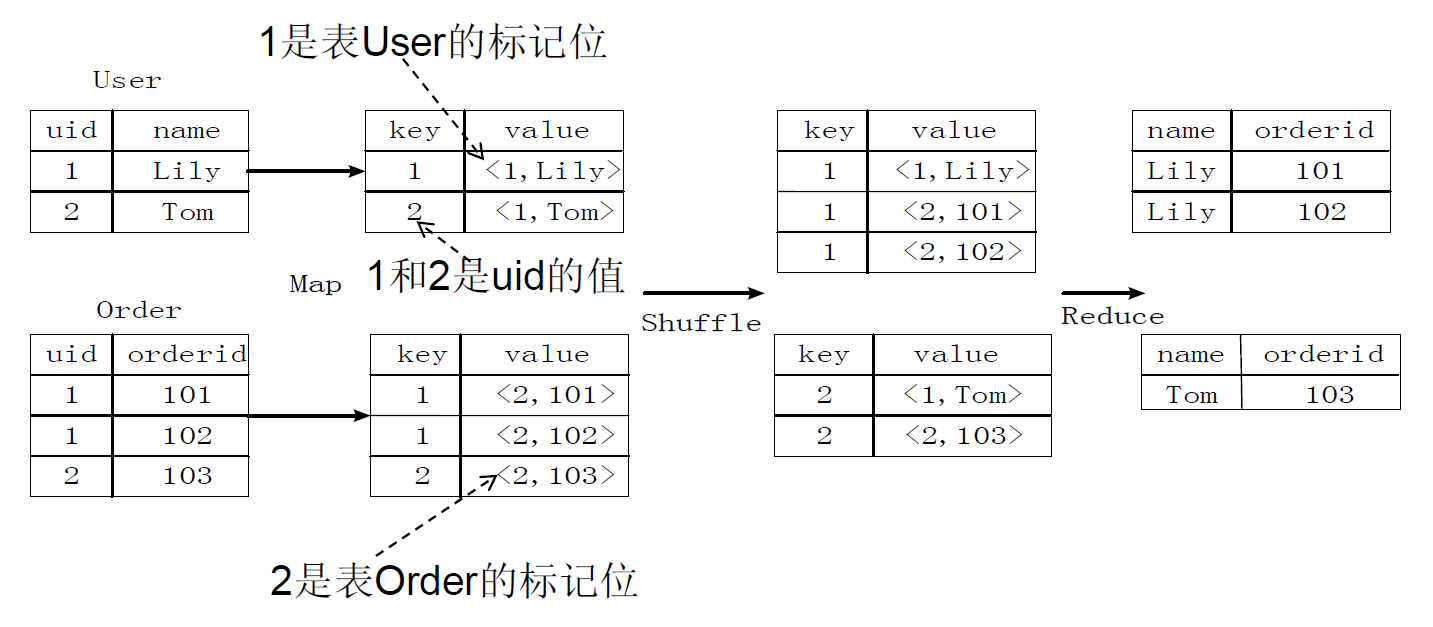 1是表User的标记位
User
uid name
1 Lily
2 Tom
key value
1 <1,Lily>
2 <1,Tom>
1和2是uid的值
Map
Order
uid orderid
1 101
1 102
2 103
key value
1 <2,101>
1 <2,102>
2 <2,103>
2是表Order的标记位
Shuffle
key value
1 <1,Lily>
1 <2,101>
1 <2,102>
key value
2 <1,Tom>
2 <2,103>
Reduce
name orderid
Lily 101
Lily 102
name orderid
Tom 103